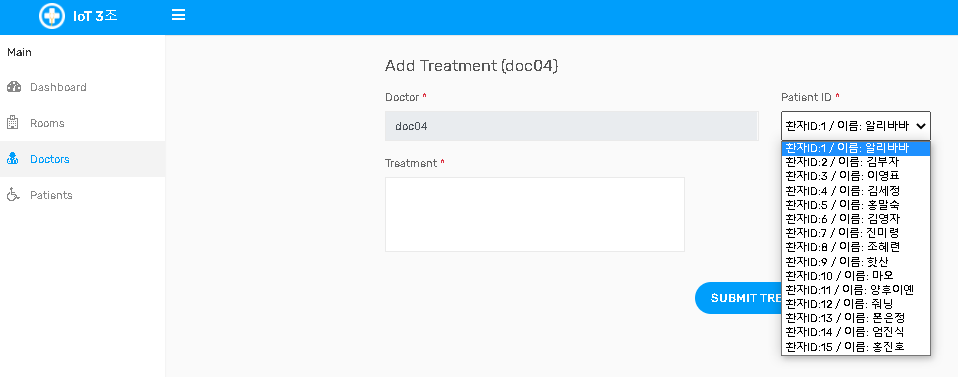 IoT 3조
Main
Dashboard
Rooms
Doctors
Patients
Add Treatment (doc04)
Doctor *
doc04
Patient ID *
환자ID:1 / 이름: 알리바바
환자ID:1 / 이름: 알리바바
환자ID:2 / 이름: 김부자
환자ID:3 / 이름: 이영표
환자ID:4 / 이름: 김세정
환자ID:5 / 이름: 홍말숙
환자ID:6 / 이름: 김영자
환자ID:7 / 이름: 진미령
환자ID:8 / 이름: 조혜련
환자ID:9 / 이름: 핫산
환자ID:10 / 이름: 마오
환자ID:11 / 이름: 양후이옌
환자ID:12 / 이름: 줘닝
환자ID:13 / 이름: 폰은정
환자ID:14 / 이름: 엄진식
환자ID:15 / 이름: 홍진호
Treatment *
SUBMIT TRE